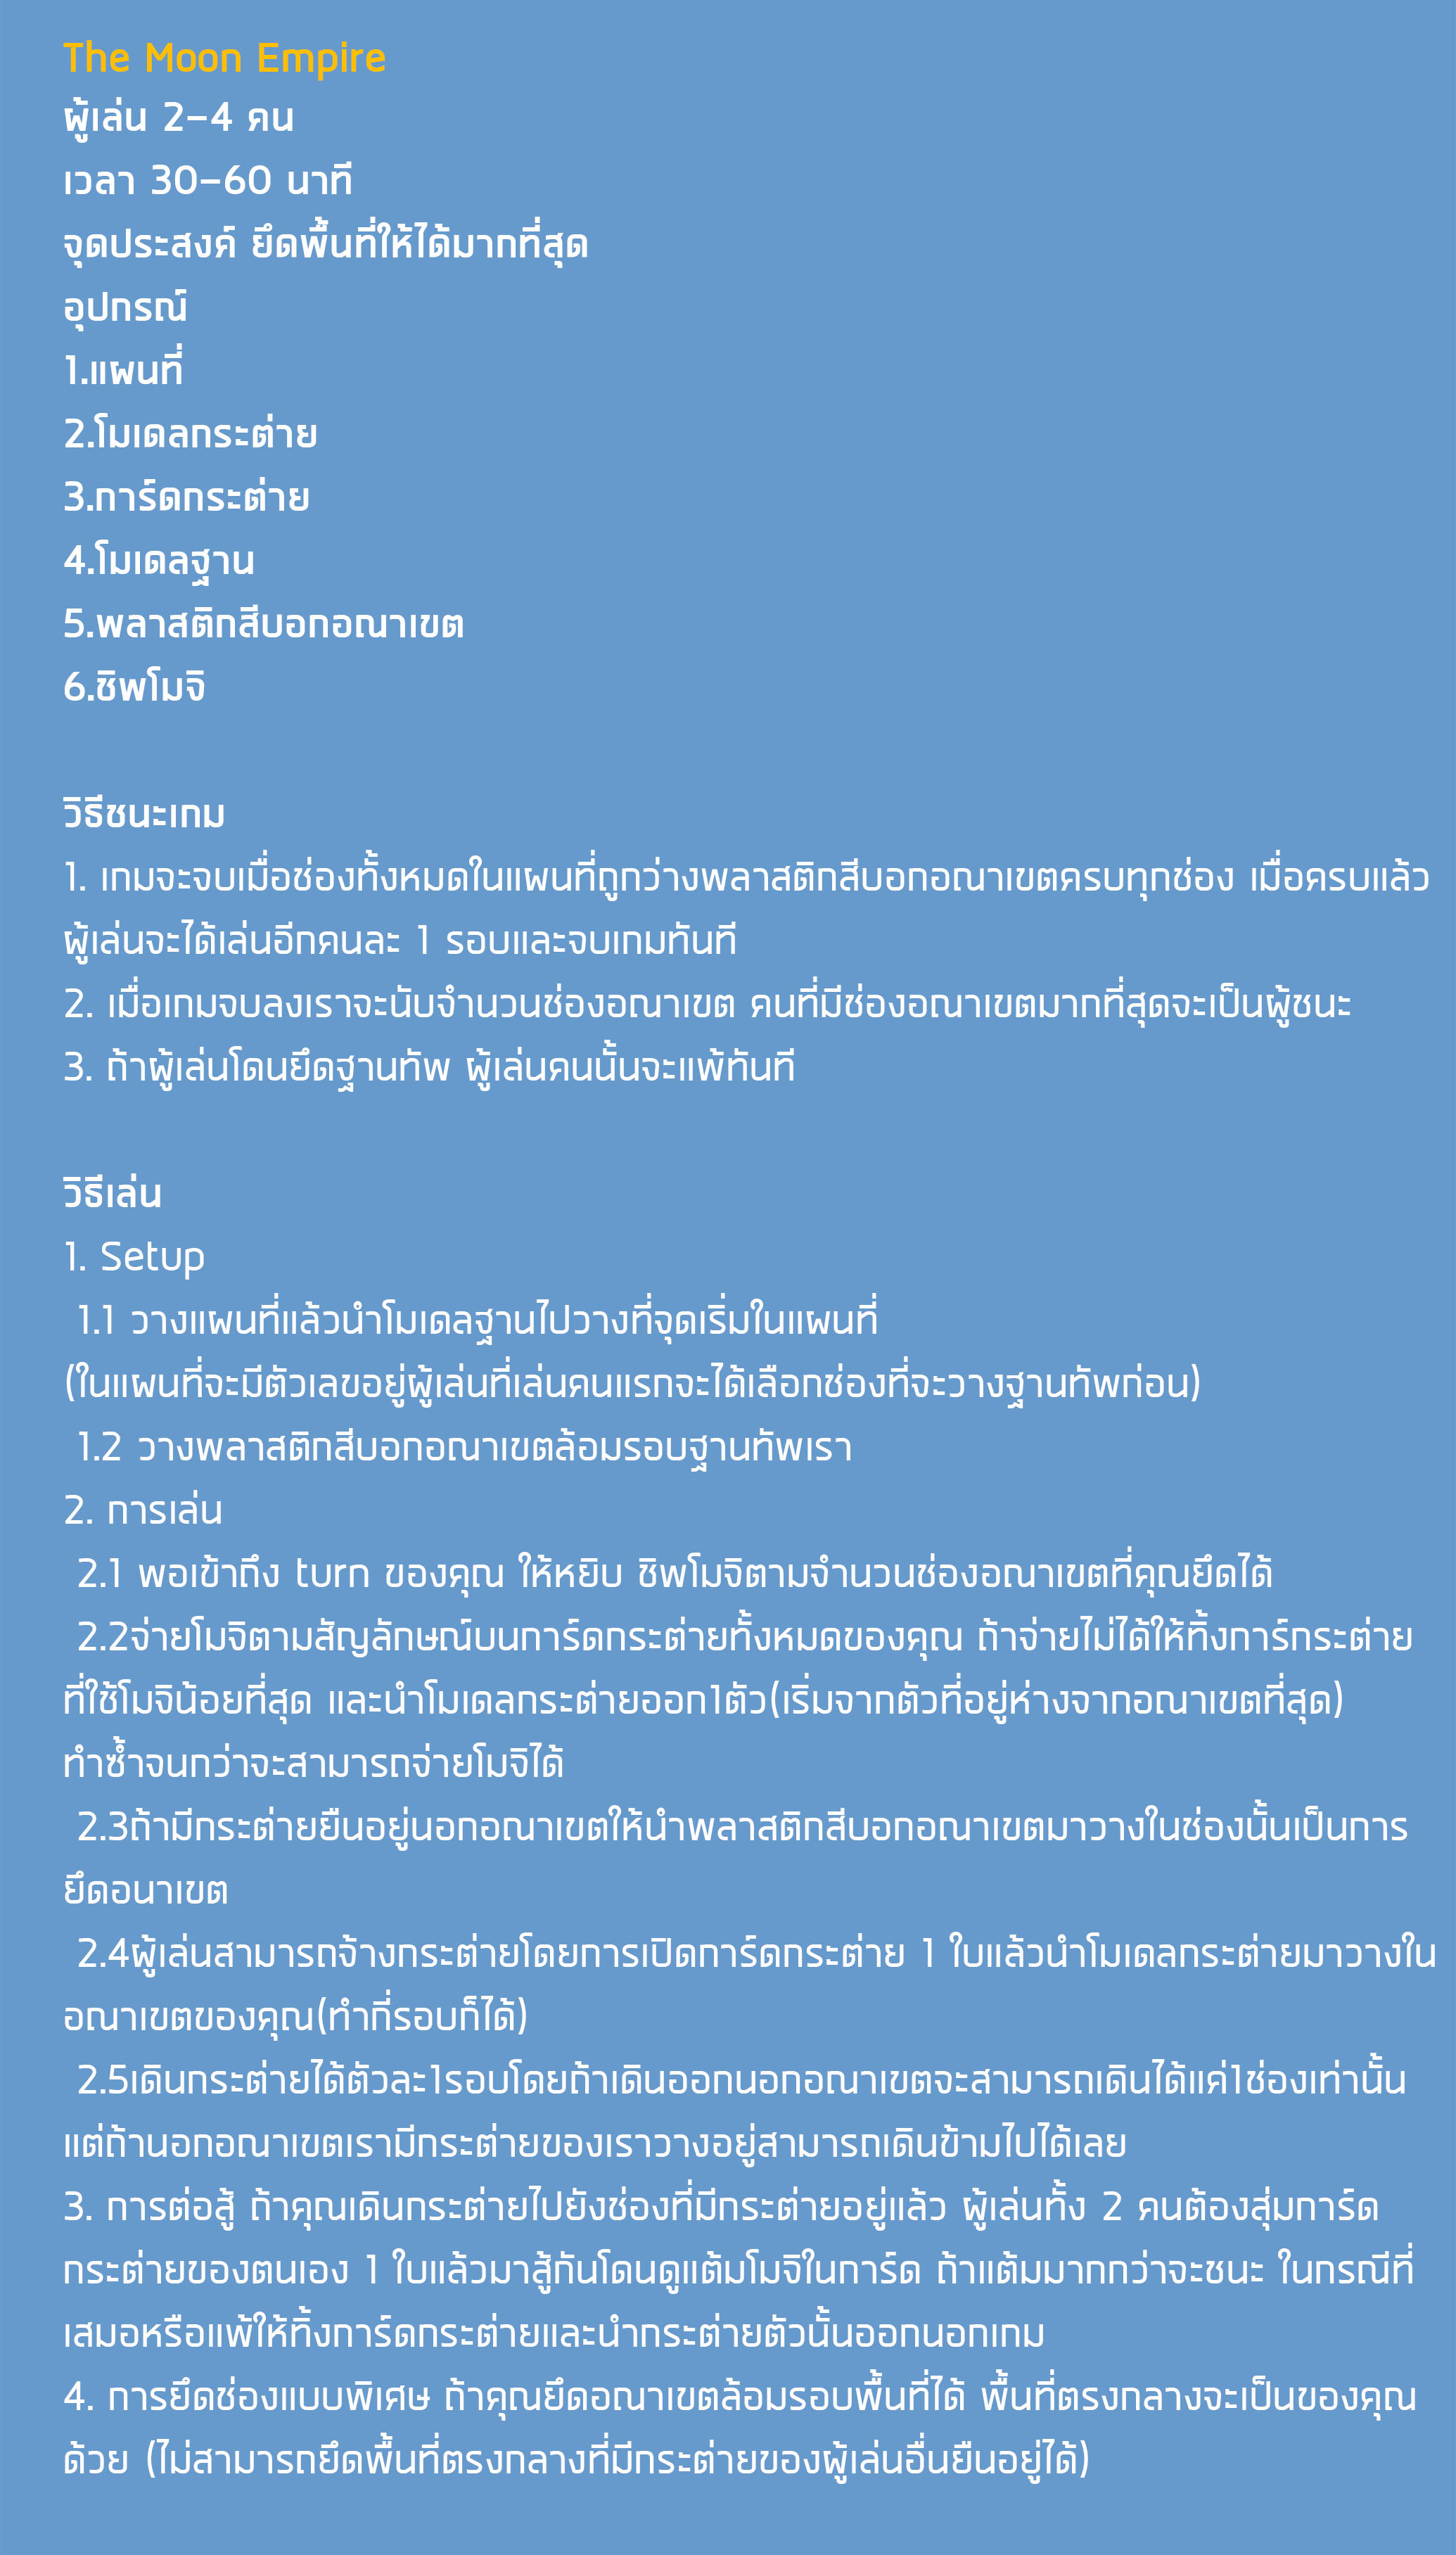 The Moon Empire
ผู้เล่น 2-4 คน
เวลา 30-60 นาที
จุดประสงค์ ยึดพื้นที่ให้ได้มากที่สุด
อุปกรณ์
1.แผนที่
2.โมเดลกระต่าย
3.การ์ดกระต่าย
4.โมเดลฐาน
5.พลาสติกสีบอกอณาเขต
6.ชิพโมจิ
วิธีชนะเกม
1. เกมจะจบเมื่อช่องทั้งหมดในแผนที่ถูกว่างพลาสติกสีบอกอณาเขตครบทุกช่อง เมื่อครบแล้ว
ผู้เล่นจะได้เล่นอีกคนละ 1 รอบและจบเกมทันที
2. เมื่อเกมจบลงเราจะนับจำนวนช่องอณาเขต คนที่มีช่องอณาเขตมากที่สุดจะเป็นผู้ชนะ
3. ถ้าผู้เล่นโดนยึดฐานทัพ ผู้เล่นคนนั้นจะแพ้ทันที
วิธีเล่น
1. Setup
1.1 วางแผนที่แล้วนำโมเดลฐานไปวางที่จุดเริ่มในแผนที่
(ในแผนที่จะมีตัวเลขอยู่ผู้เล่นที่เล่นคนแรกจะได้เลือกช่องที่จะวางฐานทัพก่อน)
1.2 วางพลาสติกสีบอกอณาเขตล้อมรอบฐานทัพเรา
2. การเล่น
2.1 พอเข้าถึง turn ของคุณ ให้หยิบ ชิพโมจิตามจำนวนช่องอณาเขตที่คุณยึดได้
2.2จ่ายโมจิตามสัญลักษณ์บนการ์ดกระต่ายทั้งหมดของคุณ ถ้าจ่ายไม่ได้ให้ทิ้งการ์กระต่าย
ที่ใช้โมจิน้อยที่สุด และนำโมเดลกระต่ายออก1ตัว(เริ่มจากตัวที่อยู่ห่างจากอณาเขตที่สุด)
ทำซ้ำจนกว่าจะสามารถจ่ายโมจิได้
2.3ถ้ามีกระต่ายยืนอยู่นอกอณาเขตให้นำพลาสติกสีบอกอณาเขตมาวางในช่องนั้นเป็นการ
ยึดอนาเขต
2.4ผู้เล่นสามารถจ้างกระต่ายโดยการเปิดการ์ดกระต่าย 1 ใบแล้วนำโมเดลกระต่ายมาวางใน
อณาเขตของคุณ(ทำกี่รอบก็ได้)
2.5เดินกระต่ายได้ตัวละ1รอบโดยถ้าเดินออกนอกอณาเขตจะสามารถเดินได้แค่1ช่องเท่านั้น
แต่ถ้านอกอณาเขตเรามีกระต่ายของเราวางอยู่สามารถเดินข้ามไปได้เลย
3. การต่อสู้ ถ้าคุณเดินกระต่ายไปยังช่องที่มีกระต่ายอยู่แล้ว ผู้เล่นทั้ง 2 คนต้องสุ่มการ์ด
กระต่ายของตนเอง 1 ใบแล้วมาสู้กันโดนดูแต้มโมจิในการ์ด ถ้าแต้มมากกว่าจะชนะ ในกรณีที่
เสมอหรือแพ้ให้ทิ้งการ์ดกระต่ายและนำกระต่ายตัวนั้นออกนอกเกม
4. การยึดช่องแบบพิเศษ ถ้าคุณยึดอณาเขตล้อมรอบพื้นที่ได้ พื้นที่ตรงกลางจะเป็นของคุณ
ด้วย (ไม่สามารถยึดพื้นที่ตรงกลางที่มีกระต่ายของผู้เล่นอื่นยืนอยู่ได้)